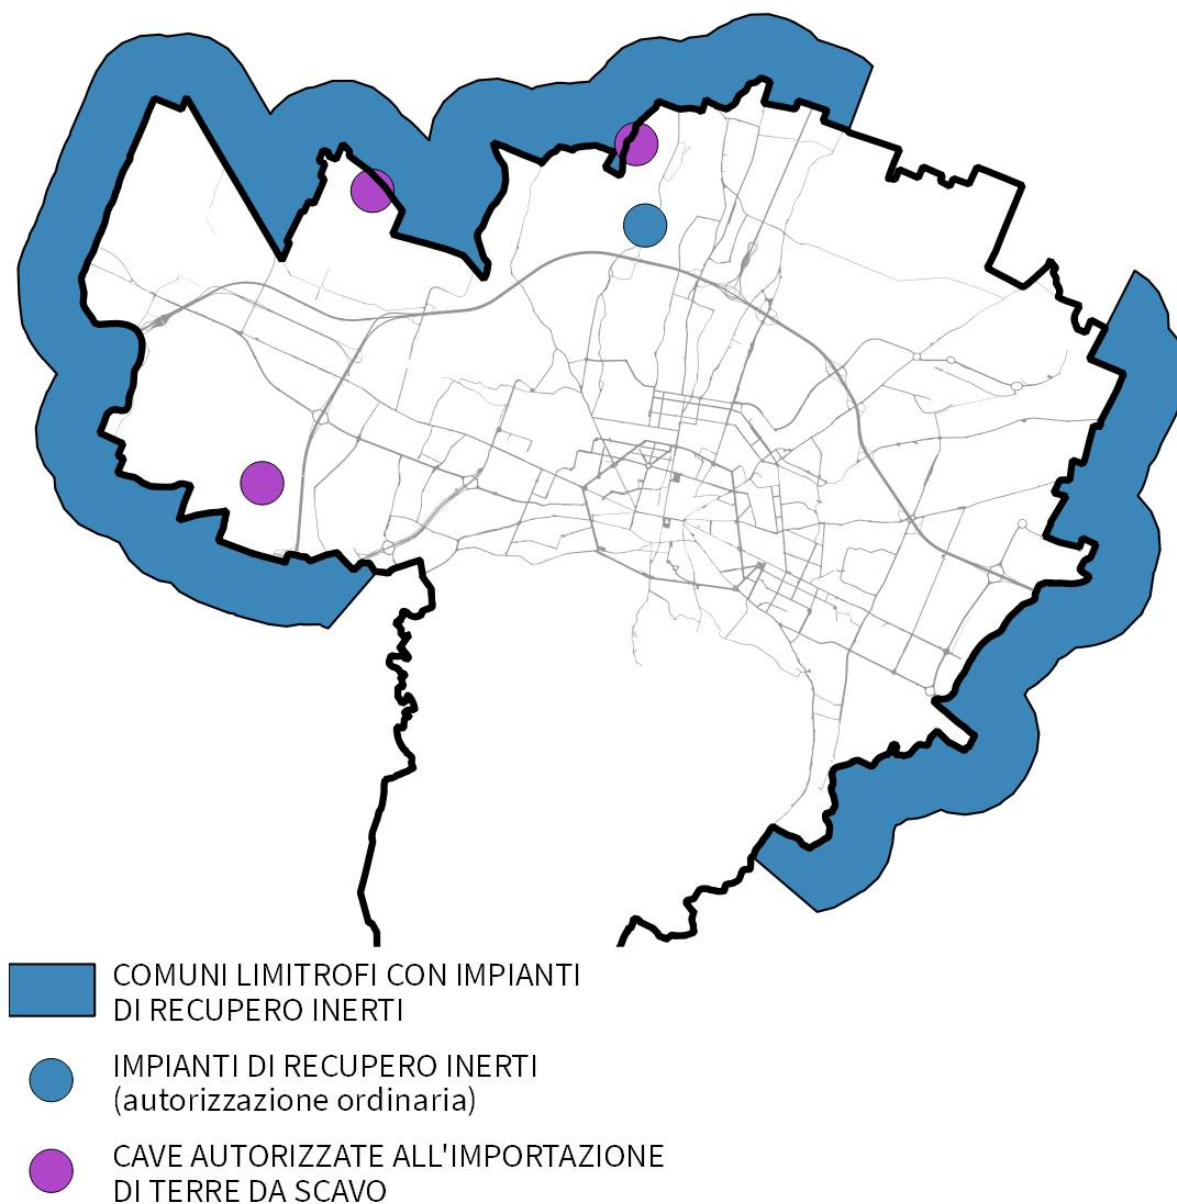 COMUNI LIMITROFI CON IMPIANTI
DI RECUPERO INERTI
IMPIANTI DI RECUPERO INERTI
(autorizzazione ordinaria)
CAVE AUTORIZZATE ALL'IMPORTAZIONE
DI TERRE DA SCAVO